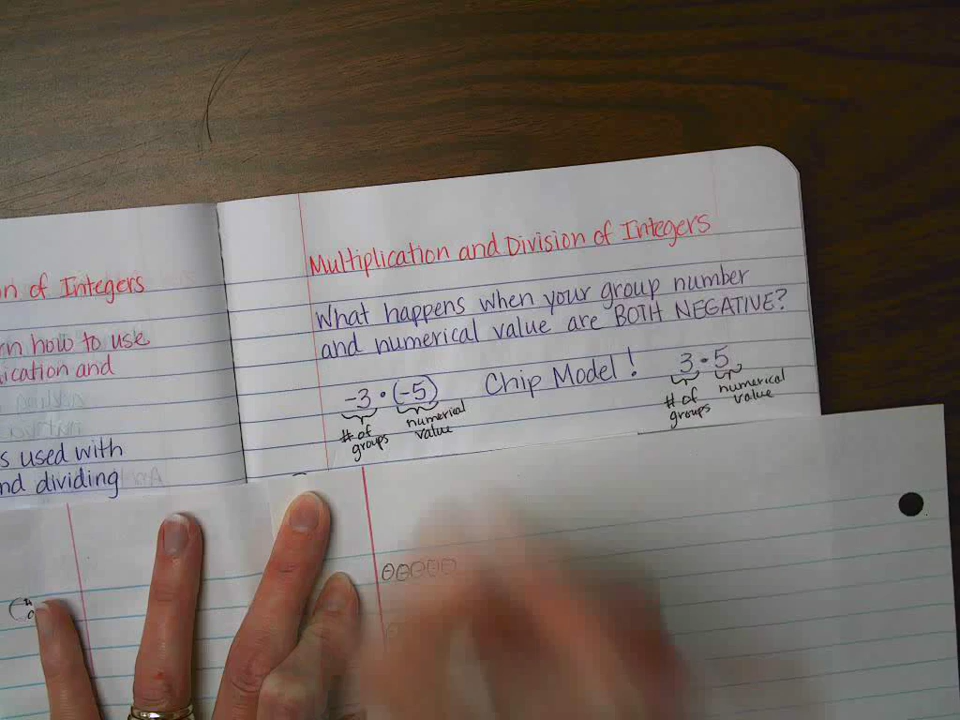 n of Integers
rn how to use
ication and
s used with
nd dividing
Multiplication and Division of Integers
What happens when your group number
and numerical value are BOTH NEGATIVE?
-3 • (-5) Chip Model! 3 • 5
# of groups numerical value
# of groups numerical value